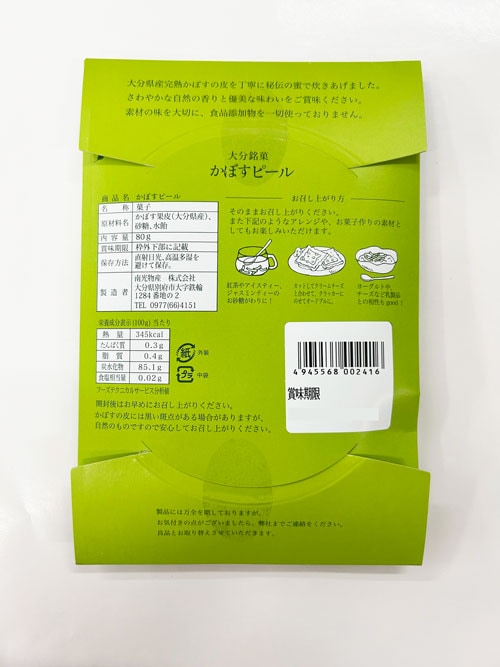 大分県産完熟かぼすの皮を丁寧に秘伝の蜜で炊きあげました。
さわやかな自然の香りと優美な味わいをご賞味ください。
素材の味を大切に、食品添加物を一切使っておりません。
大分銘菓
かぼすピール
商品名 かぼすピール
名称 菓子
原材料名 かぼす果皮(大分県産)、
砂糖、水飴
内容量 80g
賞味期限 枠外下部に記載
保存方法 直射日光、高温多湿を
避けて保存。
製造者 南光物産 株式会社
大分県別府市大字鉄輪
1284番地の2
TEL 0977(66)4151
お召し上がり方
そのままお召し上がりください。
また下記のようなアレンジや、お菓子作りの素材と
してもお楽しみいただけます。
紅茶やアイスティー、
ジャスミンティーの
お砂糖がわりに!
カットしてクリームチーズ
と合わせて、クラッカーに
のせてオードブルに。
ヨーグルトや、
チーズなど乳製品
との相性も good!
栄養成分表示(100g)当たり
熱量 345kcal
たんぱく質 0.3g
脂質 0.4g
炭水化物 85.1g
食塩相当量 0.02g
フーズテクニカルサービス分析値
紙 外装
プラ 中袋
4945568002416
賞味期限
開封後はお早めにお召し上がりください。
かぼすの皮には黒い斑点がある場合がありますが、
自然のものですので安心してお召し上がりください。
製品には万全を期しておりますが、
お気付きの点がございましたら、弊社までご連絡をください。
良品とお取り替えさせていただきます。